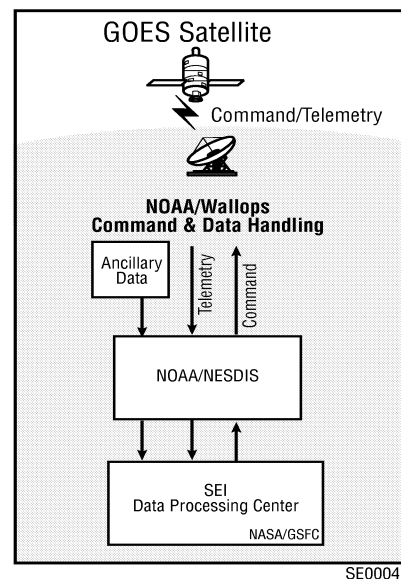 GOES Satellite
Command/Telemetry
NOAA/Wallops
Command & Data Handling
Ancillary
Data
Telemetry
Command
NOAA/NESDIS
SEI
Data Processing Center
NASA/GSFC
SE0004